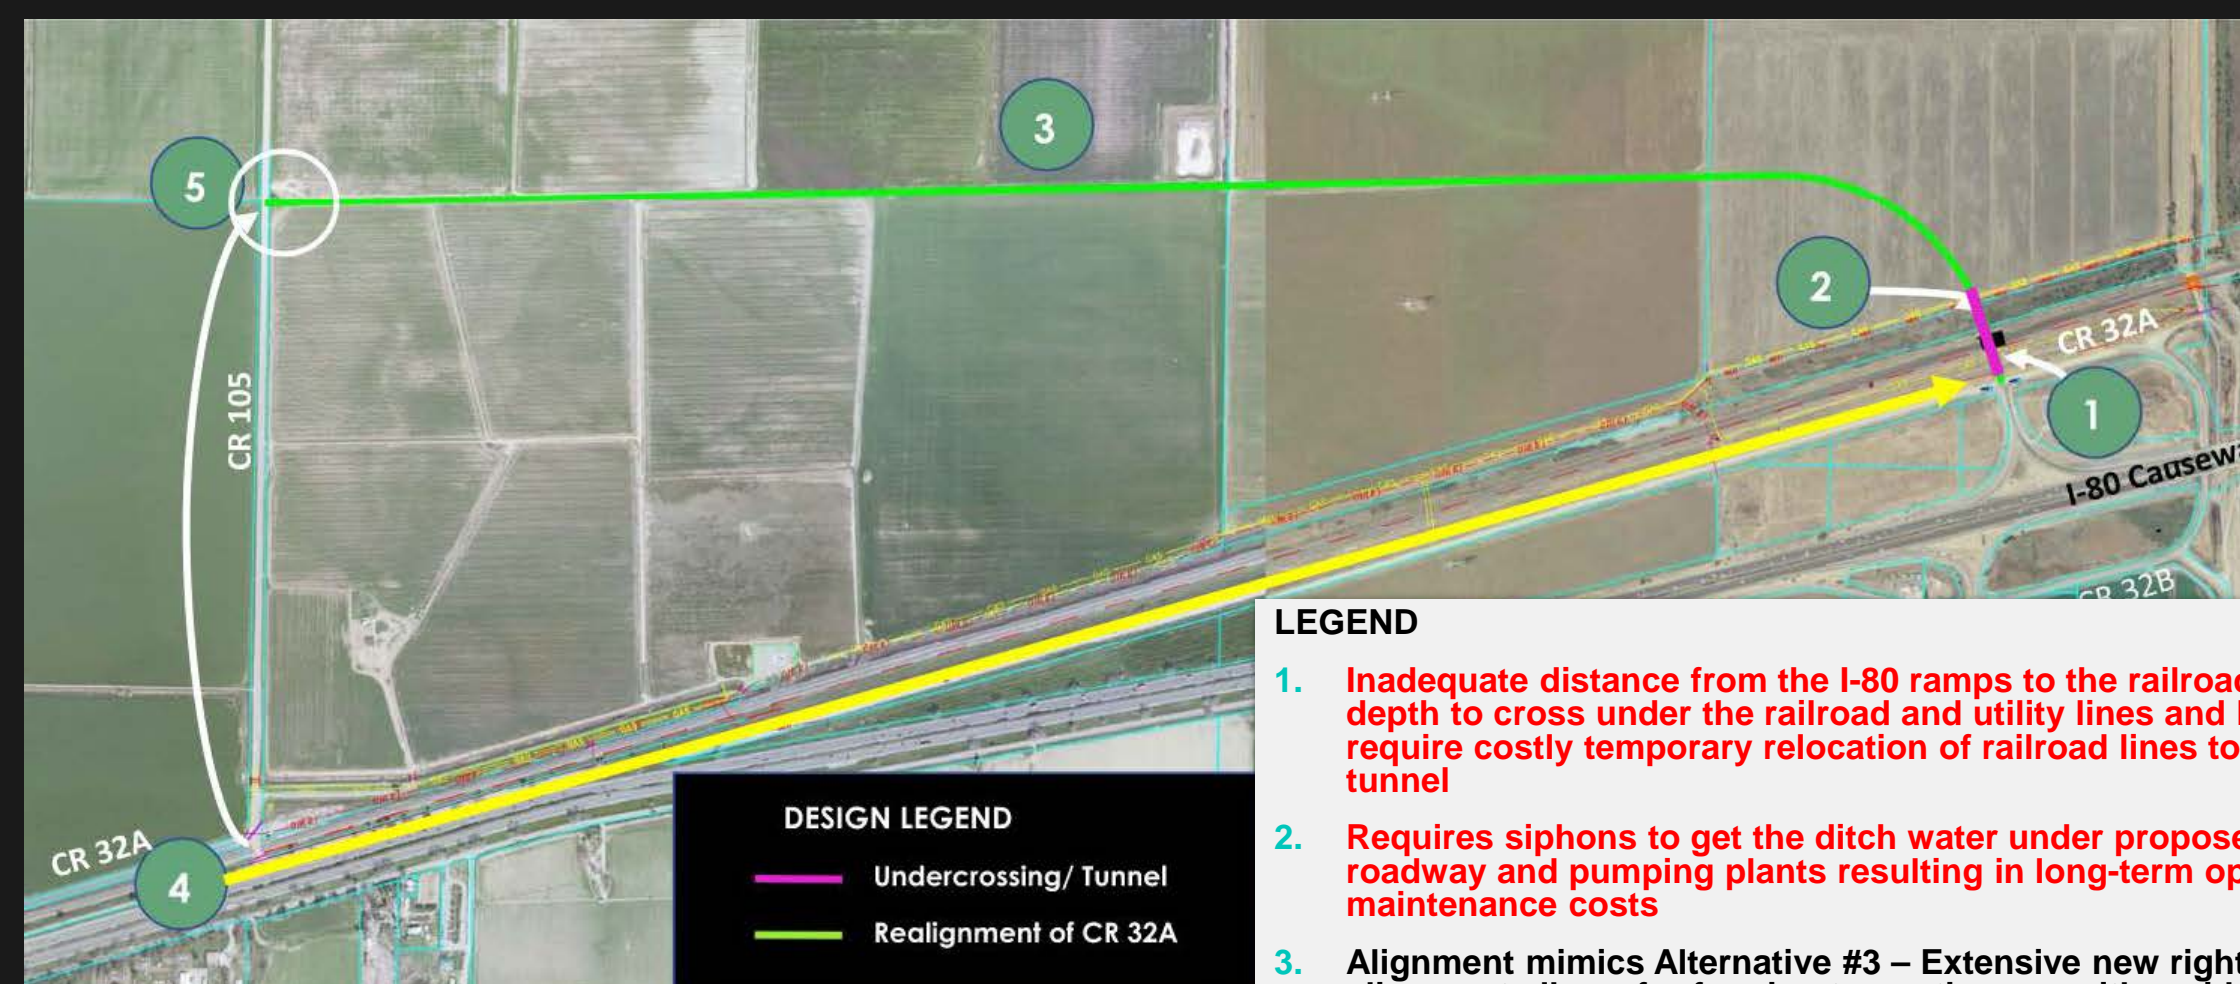 3
5
2
CR 32A
CR 105
1
I-80
CR 32B
CR 32A
4
DESIGN LEGEND
Undercrossing/ Tunnel
Realignment of CR 32A
LEGEND
1. Inadequate distance from the I-80 ramps to the railroad
depth to cross under the railroad and utility lines and
require costly temporary relocation of railroad lines to
tunnel
2. Requires siphons to get the ditch water under propose
roadway and pumping plants resulting in long-term op
maintenance costs
3. Alignment mimics Alternative #3 – Extensive new right